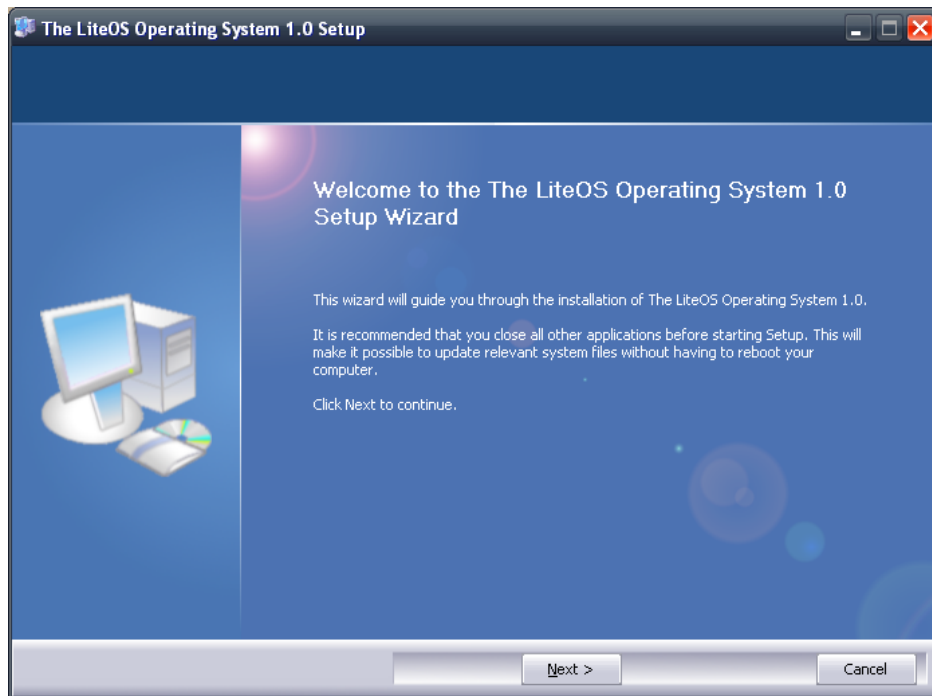 The LiteOS Operating System 1.0 Setup
Welcome to the The LiteOS Operating System 1.0
Setup Wizard
This wizard will guide you through the installation of The LiteOS Operating System 1.0.
It is recommended that you close all other applications before starting Setup. This will
make it possible to update relevant system files without having to reboot your
computer.
Click Next to continue.
Next >
Cancel